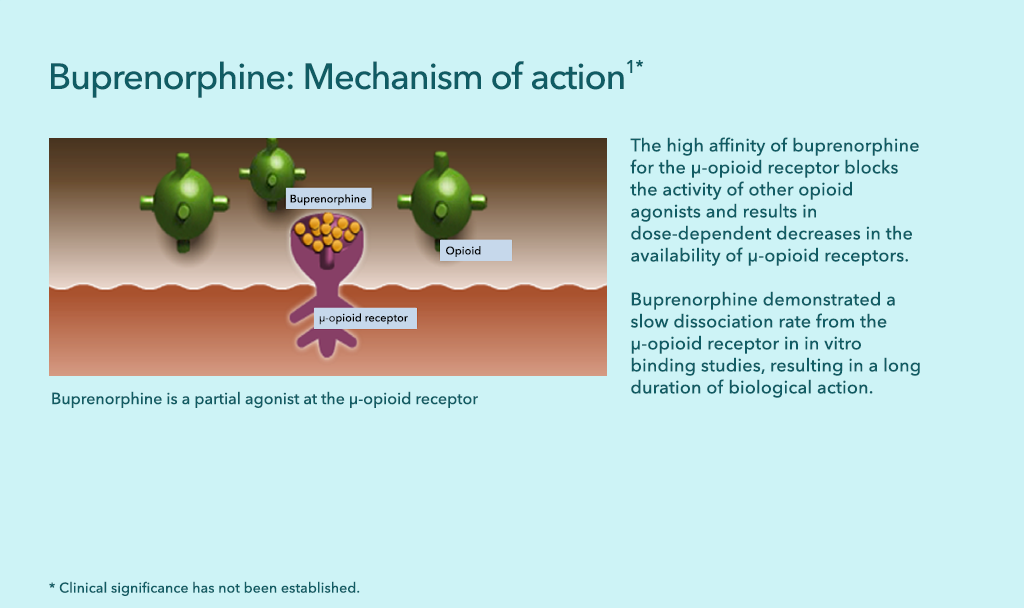 Buprenorphine: Mechanism of action1*
Buprenorphine
Opioid
μ-opioid receptor
Buprenorphine is a partial agonist at the μ-opioid receptor
The high affinity of buprenorphine
for the μ-opioid receptor blocks
the activity of other opioid
agonists and results in
dose-dependent decreases in the
availability of μ-opioid receptors.
Buprenorphine demonstrated a
slow dissociation rate from the
μ-opioid receptor in in vitro
binding studies, resulting in a long
duration of biological action.
* Clinical significance has not been established.